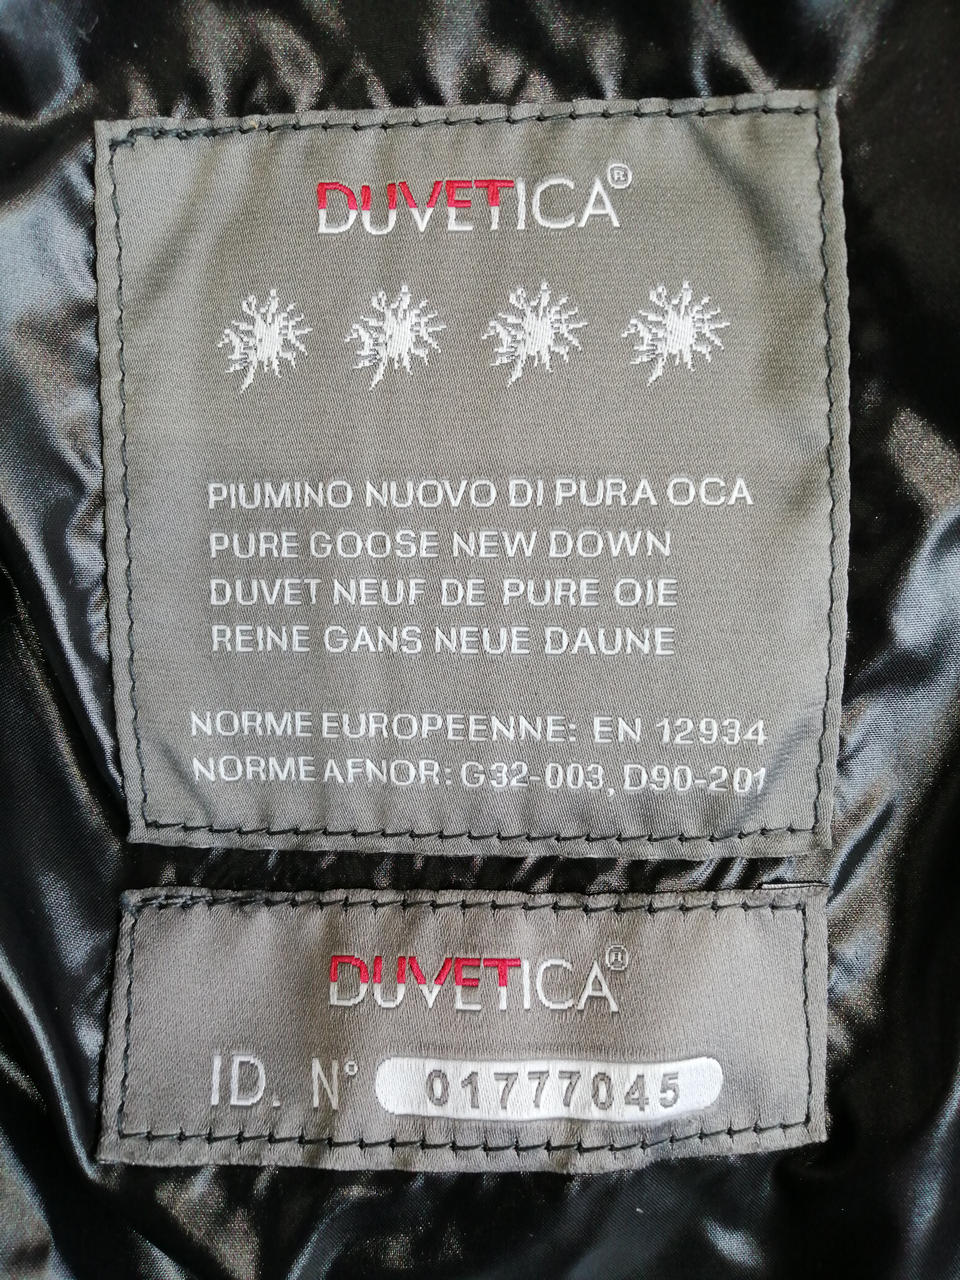 DUVETICA®
PIUMINO NUOVO DI PURA OCA
PURE GOOSE NEW DOWN
DUVET NEUF DE PURE OIE
REINE GANS NEUE DAUNE
NORME EUROPEENNE: EN 12934
NORME AFNOR: G32-003, D90-201
DUVETICA®
ID. N° 01777045